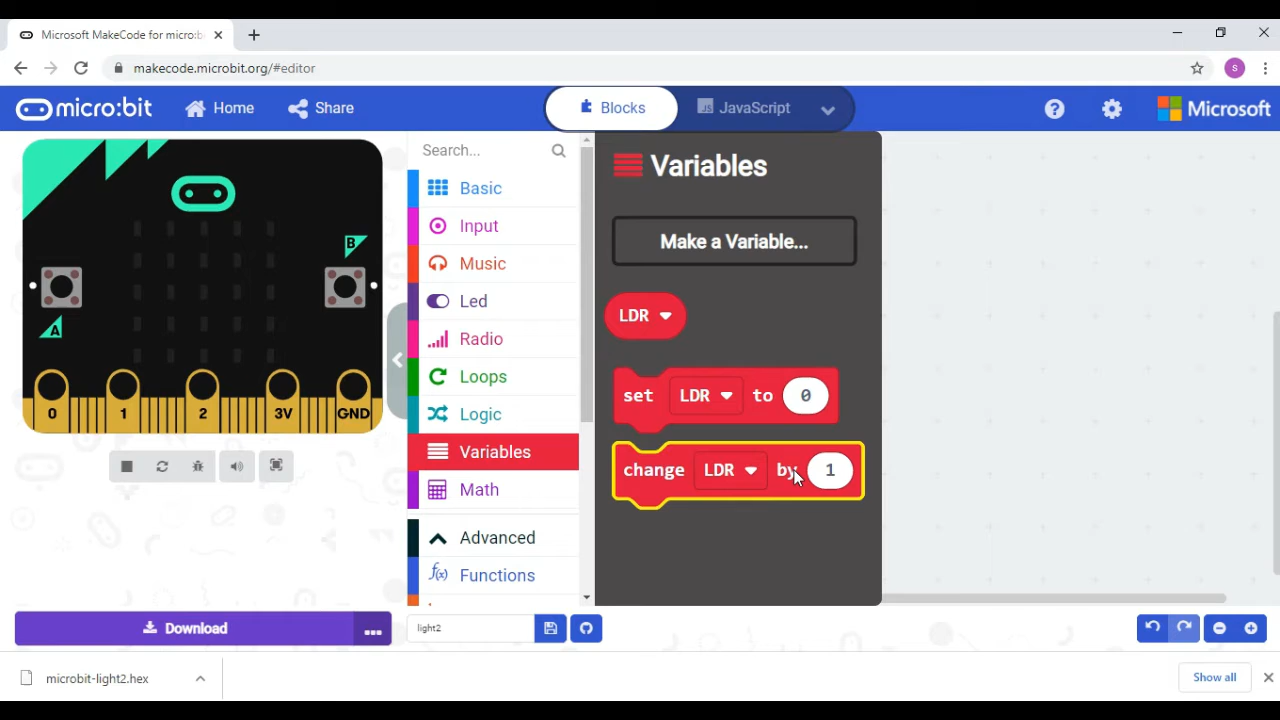 Microsoft MakeCode for micro:b
makecode.microbit.org/#editor
s
micro:bit
Home
Share
Blocks
JS JavaScript
?
Microsoft
B
A
0 1 2 3V GND
Download
...
Search...
Basic
Input
Music
Led
Radio
Loops
Logic
Variables
Math
Advanced
f(x) Functions
Variables
Make a Variable...
LDR
set LDR to 0
change LDR by 1
light2
microbit-light2.hex
Show all